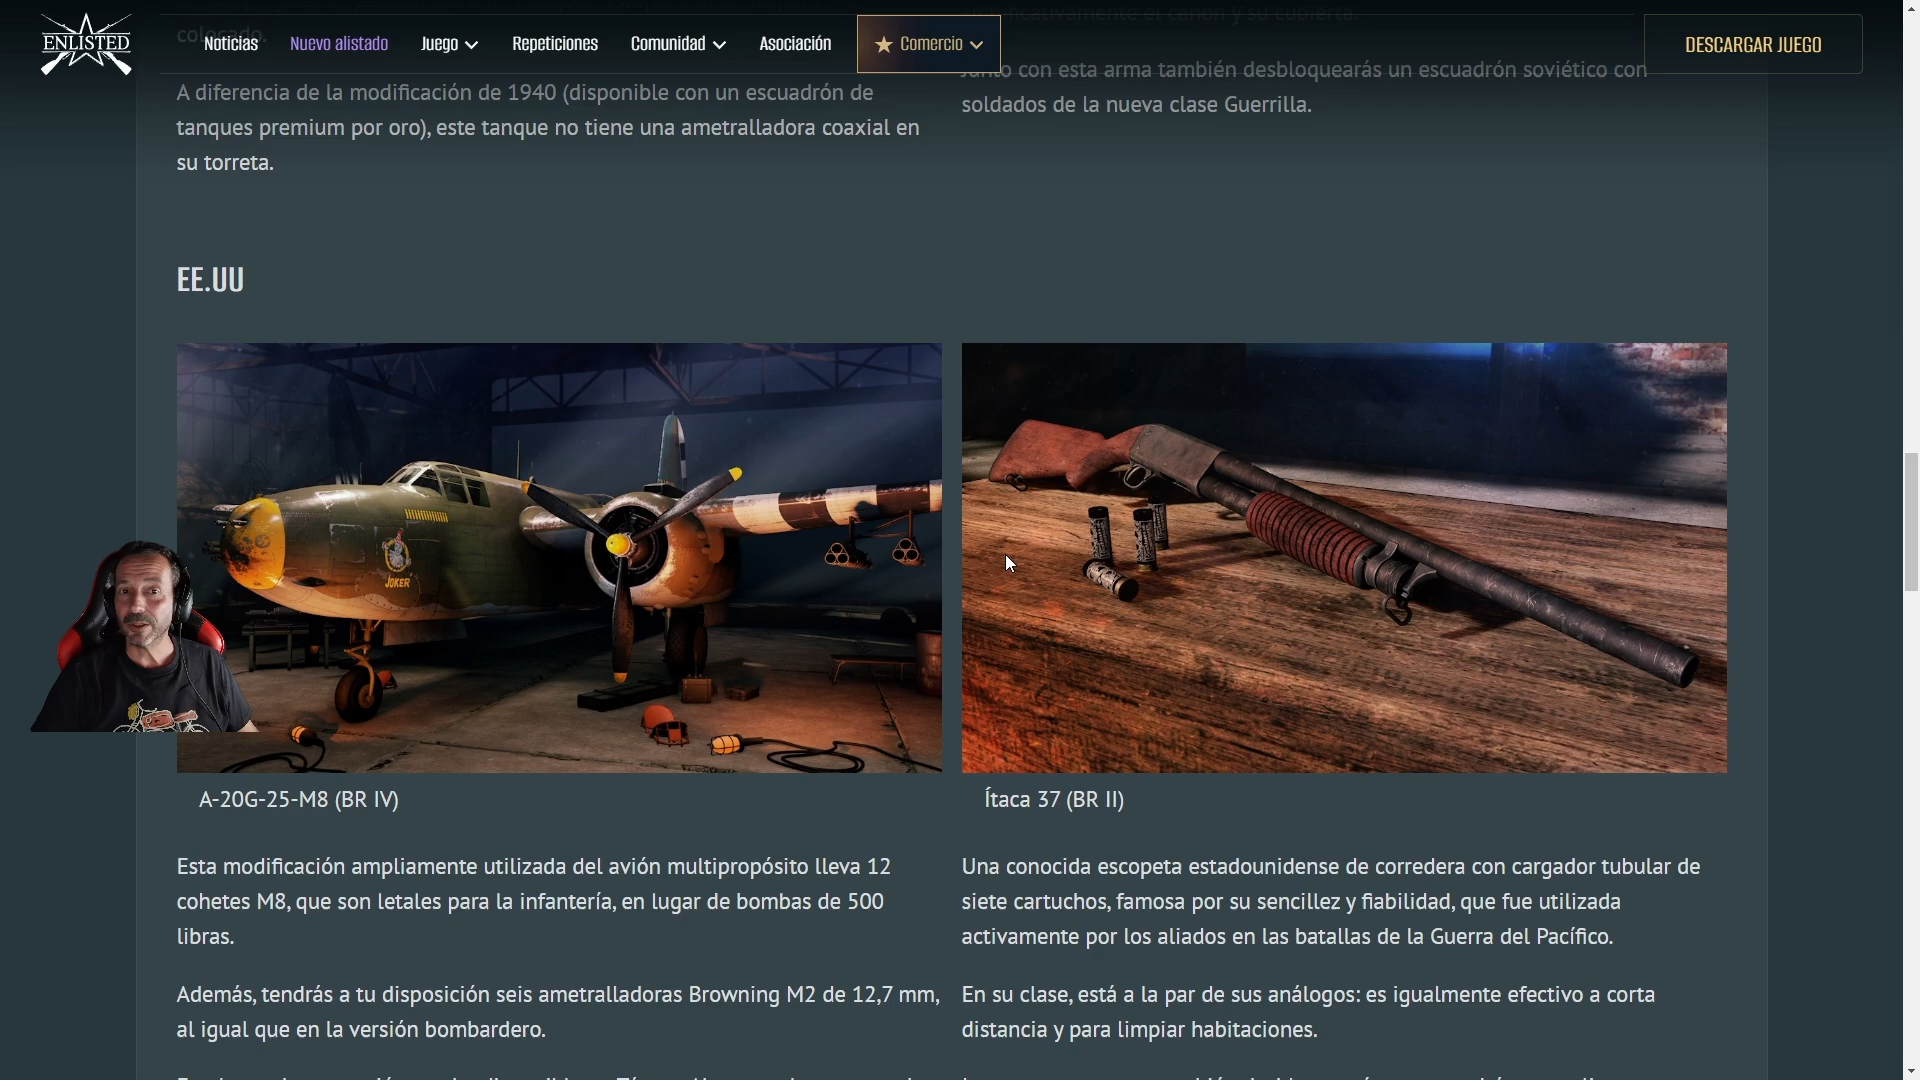 ENLISTED
Noticias
Nuevo alistado
Juego
Repeticiones
Comunidad
Asociación
Comercio
DESCARGAR JUEGO
colocado.
A diferencia de la modificación de 1940 (disponible con un escuadrón de
tanques premium por oro), este tanque no tiene una ametralladora coaxial en
su torreta.
el cañón y su cubierta.
Junto con esta arma también desbloquearás un escuadrón soviético con
soldados de la nueva clase Guerrilla.
EE.UU
JOKER
A-20G-25-M8 (BR IV)
Esta modificación ampliamente utilizada del avión multipropósito lleva 12
cohetes M8, que son letales para la infantería, en lugar de bombas de 500
libras.
Además, tendrás a tu disposición seis ametralladoras Browning M2 de 12,7 mm,
al igual que en la versión bombardero.
Ítaca 37 (BR II)
Una conocida escopeta estadounidense de corredera con cargador tubular de
siete cartuchos, famosa por su sencillez y fiabilidad, que fue utilizada
activamente por los aliados en las batallas de la Guerra del Pacífico.
En su clase, está a la par de sus análogos: es igualmente efectivo a corta
distancia y para limpiar habitaciones.